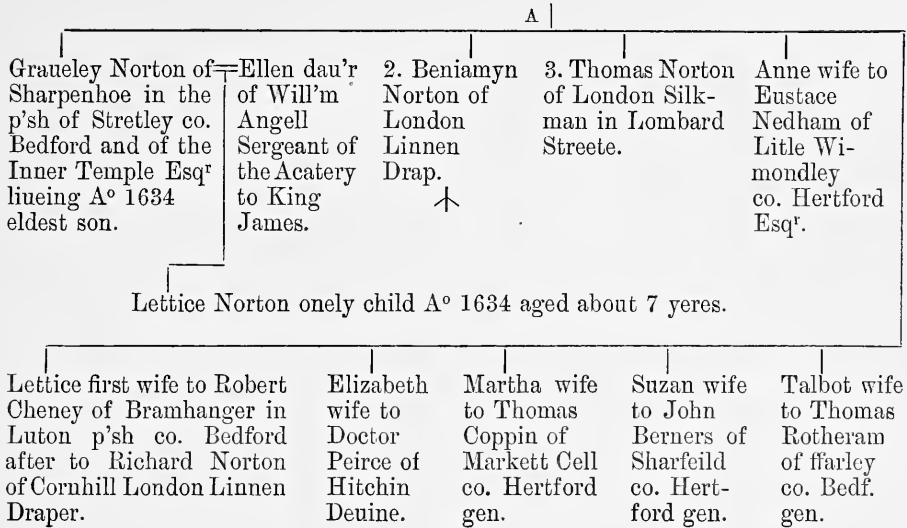 A
Graueley Norton of
Sharpenhoe in the
p'sh of Stretley co.
Bedford and of the
Inner Temple Esqr
liueing Ao 1634
eldest son.
Ellen dau'r
of Will'm
Angell
Sergeant of
the Acatery
to King
James.
2. Beniamyn
Norton of
London
Linnen
Drap.
3. Thomas Norton
of London Silk-
man in Lombard
Streete.
Anne wife to
Eustace
Nedham of
Litle Wi-
mondley
co. Hertford
Esqr.
Lettice Norton onely child Ao 1634 aged about 7 yeres.
Lettice first wife to Robert
Cheney of Bramhanger in
Luton p'sh co. Bedford
after to Richard Norton
of Cornhill London Linnen
Draper.
Elizabeth
wife to
Doctor
Peirce of
Hitchin
Deuine.
Martha wife
to Thomas
Coppin of
Markett Cell
co. Hertford
gen.
Suzan wife
to John
Berners of
Sharfeild
co. Hert-
ford gen.
Talbot wife
to Thomas
Rotheram
of ffarley
co. Bedf.
gen.